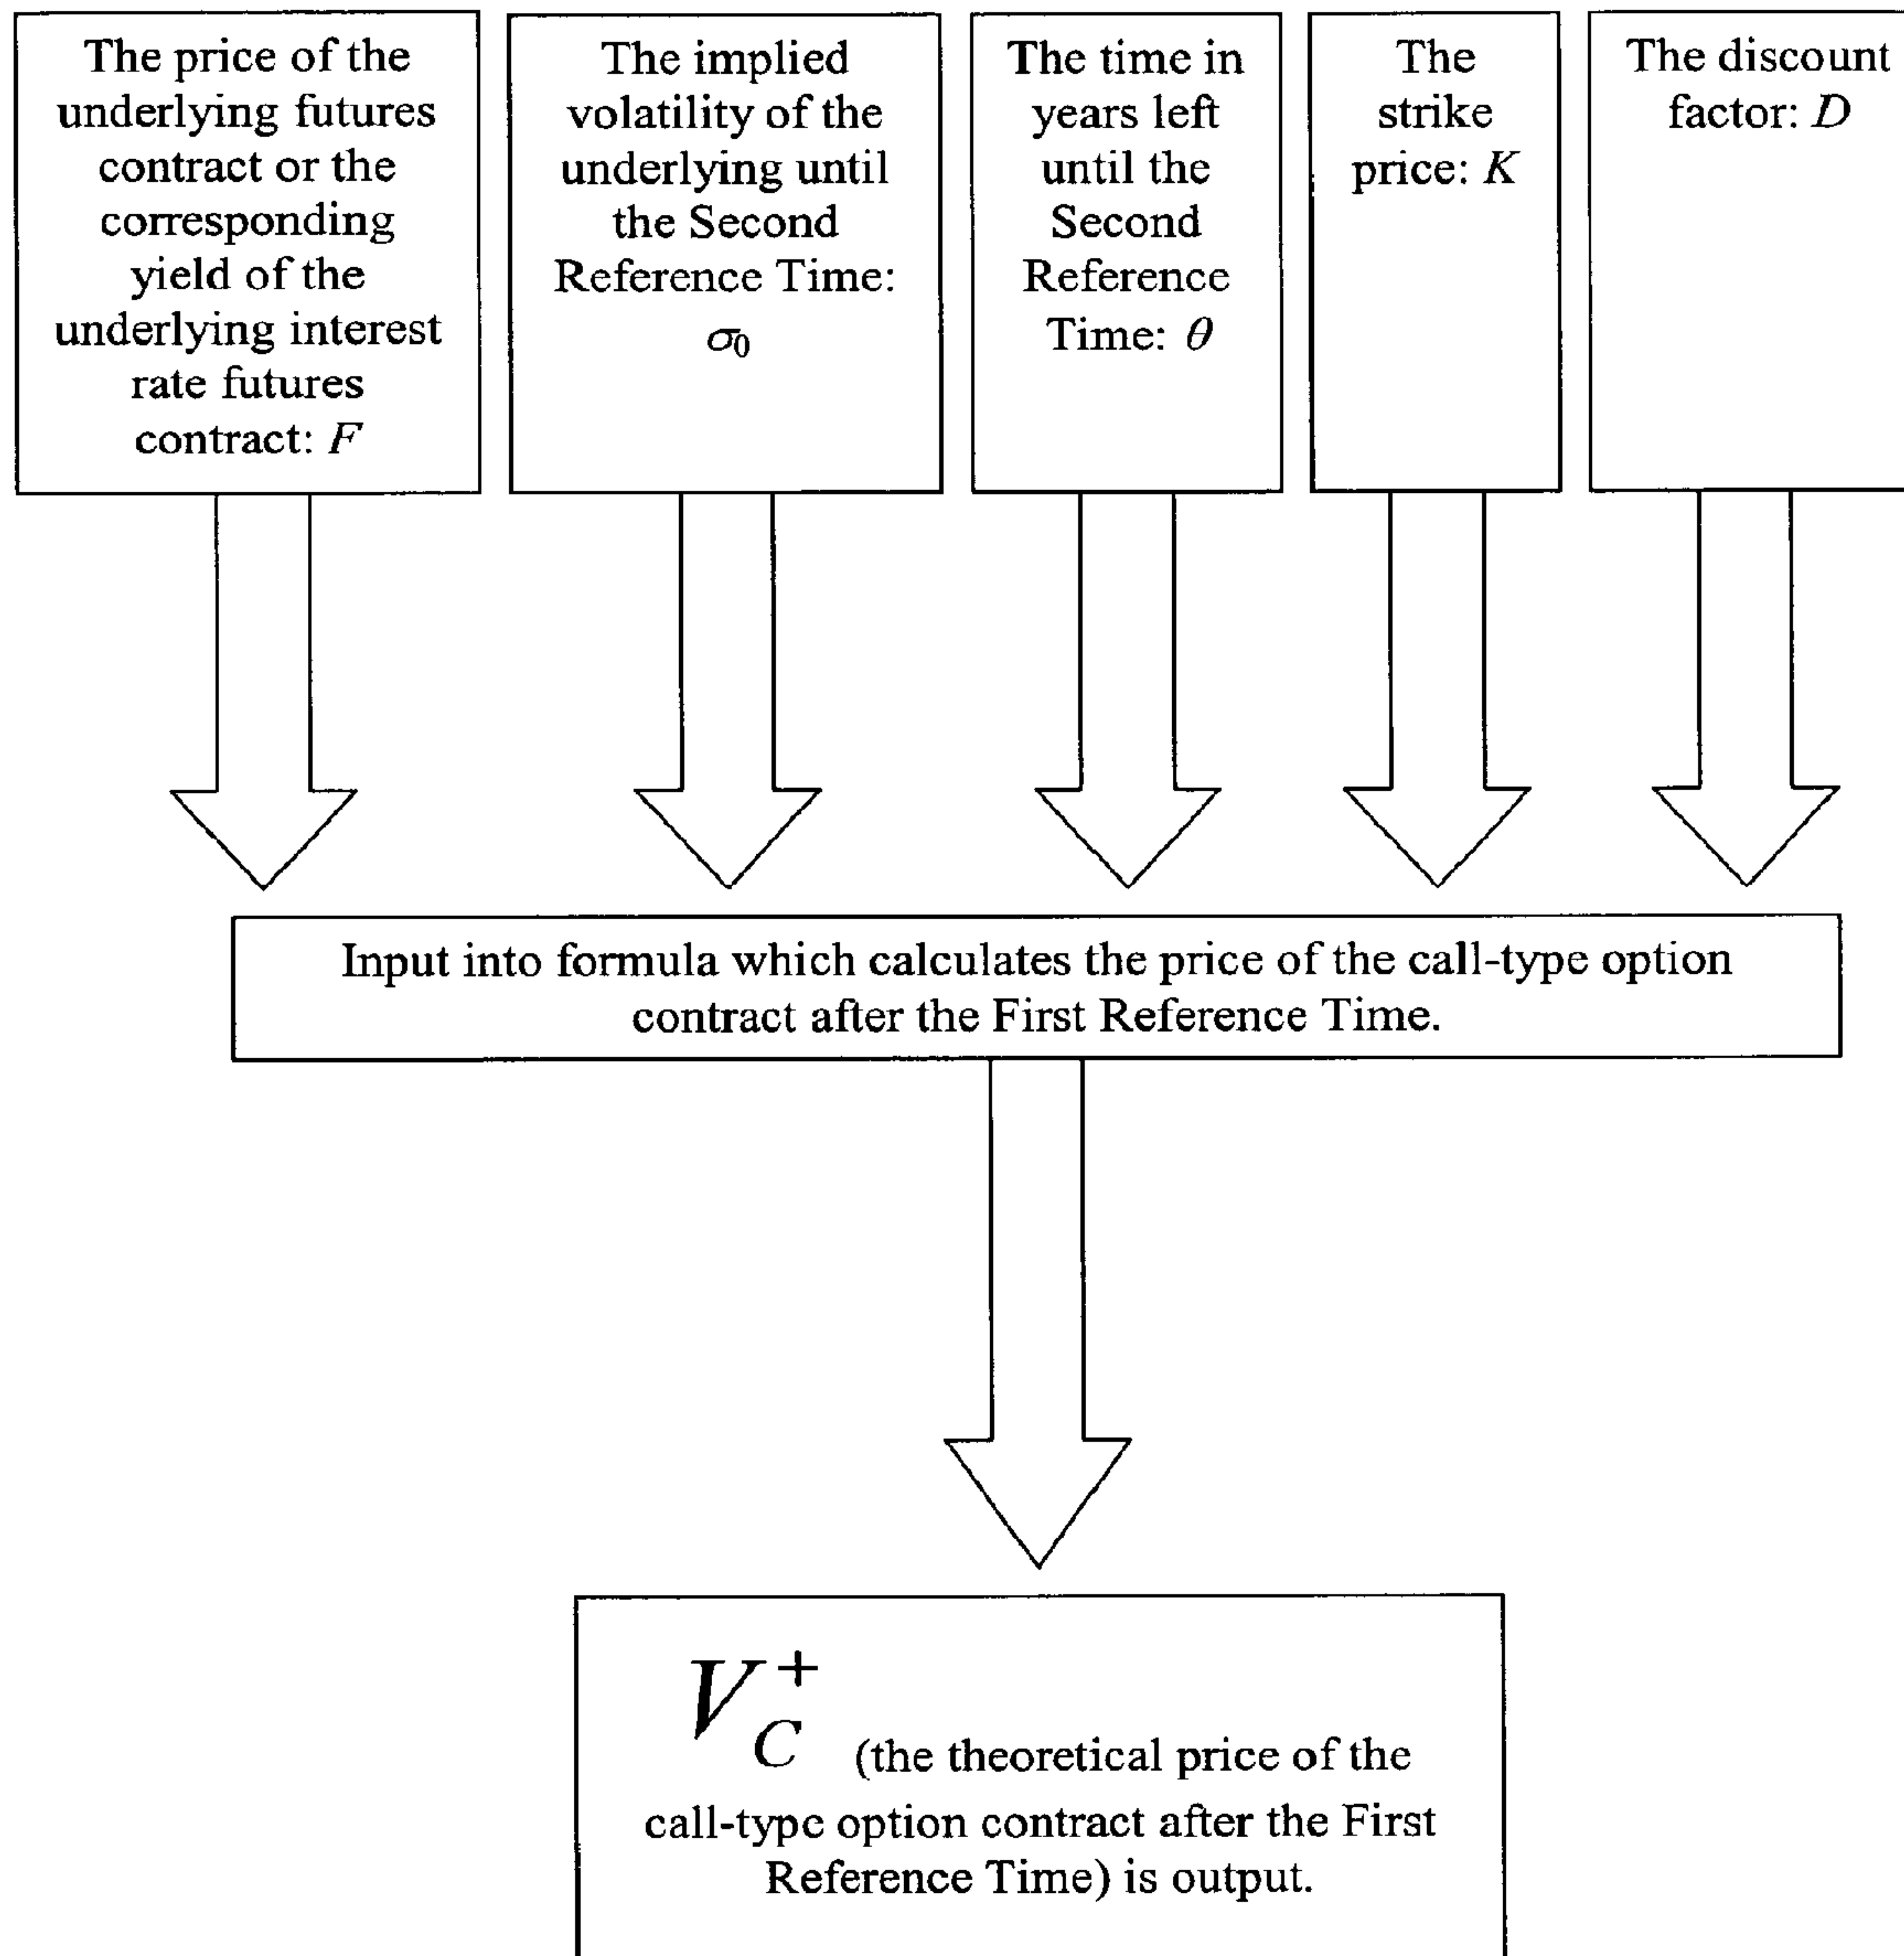 The price of the
underlying futures
contract or the
corresponding
yield of the
underlying interest
rate futures
contract: F
The implied
volatility of the
underlying until
the Second
Reference Time:
σ₀
The time in
years left
until the
Second
Reference
Time: θ
The
strike
price: K
The discount
factor: D
Input into formula which calculates the price of the call-type option
contract after the First Reference Time.
V_C^+ (the theoretical price of the
call-type option contract after the First
Reference Time) is output.